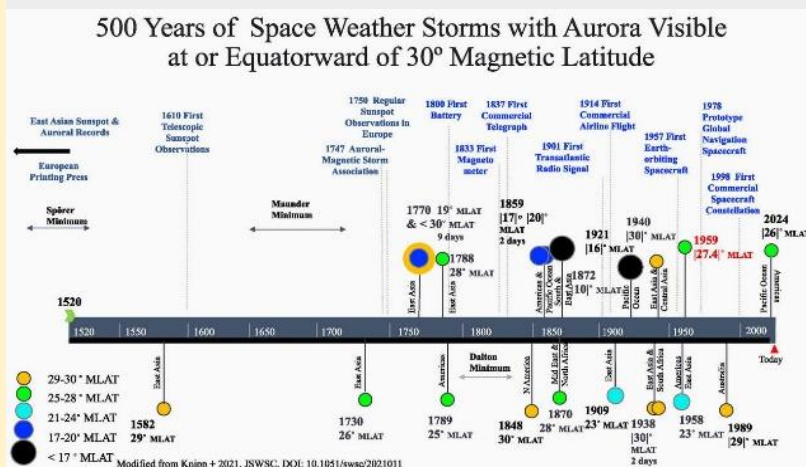 500 Years of Space Weather Storms with Aurora Visible
at or Equatorward of 30° Magnetic Latitude
East Asian Sunspot &
Auroral Records
European
Printing Press
Spörer
Minimum
1610 First
Telescopic
Sunspot
Observations
Maunder
Minimum
1750 Regular
Sunspot
Observations in
Europe
1747 Auroral-
Magnetic Storm
Association
1800 First
Battery
1833 First
Magneto
meter
1837 First
Commercial
Telegraph
1901 First
Transatlantic
Radio Signal
1914 First
Commercial
Airline Flight
1957 First
Earth-
orbiting
Spacecraft
1978
Prototype
Global
Navigation
Spacecraft
1998 First
Commercial
Spacecraft
Constellation
1770 19° MLAT
& < 30° MLAT
9 days
East Asia
1788
28° MLAT
East Asia
1859
|17|° |20|°
MLAT
2 days
Americas &
Pacific Ocean
1872
10|° MLAT
South &
East Asia
1921
|16|° MLAT
Pacific
Ocean
1940
|30|° MLAT
East Asia &
Central Asia
1959
|27.4|° MLAT
2024
|26|° MLAT
Pacific Ocean
Americas
1520
1520 1550 1600 1650 1700 1750 1800 1850 1900 1950 2000
Today
East Asia
1582
29° MLAT
East Asia
1730
26° MLAT
Americas
1789
25° MLAT
Dalton
Minimum
N America
1848
30° MLAT
Mid East &
North Africa
1870
28° MLAT
East Asia
1909
23° MLAT
East Asia &
South Africa
1938
|30|°
MLAT
2 days
Americas
East Asia
1958
23° MLAT
Australia
1989
|29|° MLAT
29-30° MLAT
25-28° MLAT
21-24° MLAT
17-20° MLAT
< 17° MLAT
Modified from Knipp + 2021, JSWSC, DOI: 10.1051/swsc/2021011